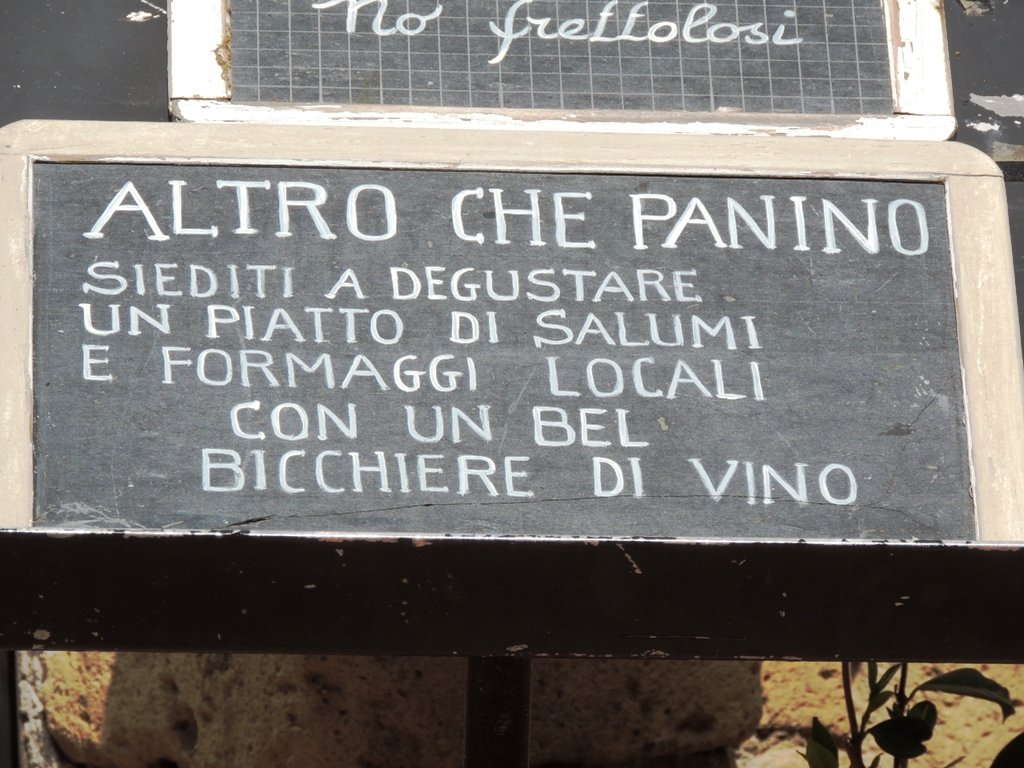 No frettolosi
ALTRO CHE PANINO
SIEDITI A DEGUSTARE
UN PIATTO DI SALUMI
E FORMAGGI LOCALI
CON UN BEL
BICCHIERE DI VINO